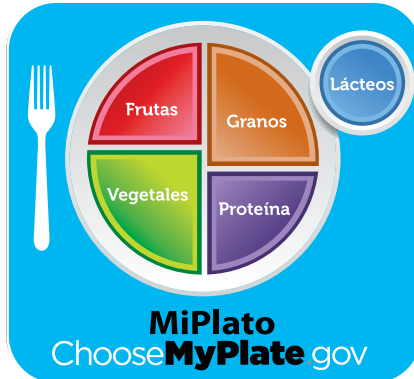 Lácteos
Frutas
Granos
Vegetales
Proteína
MiPlato
ChooseMyPlate.gov